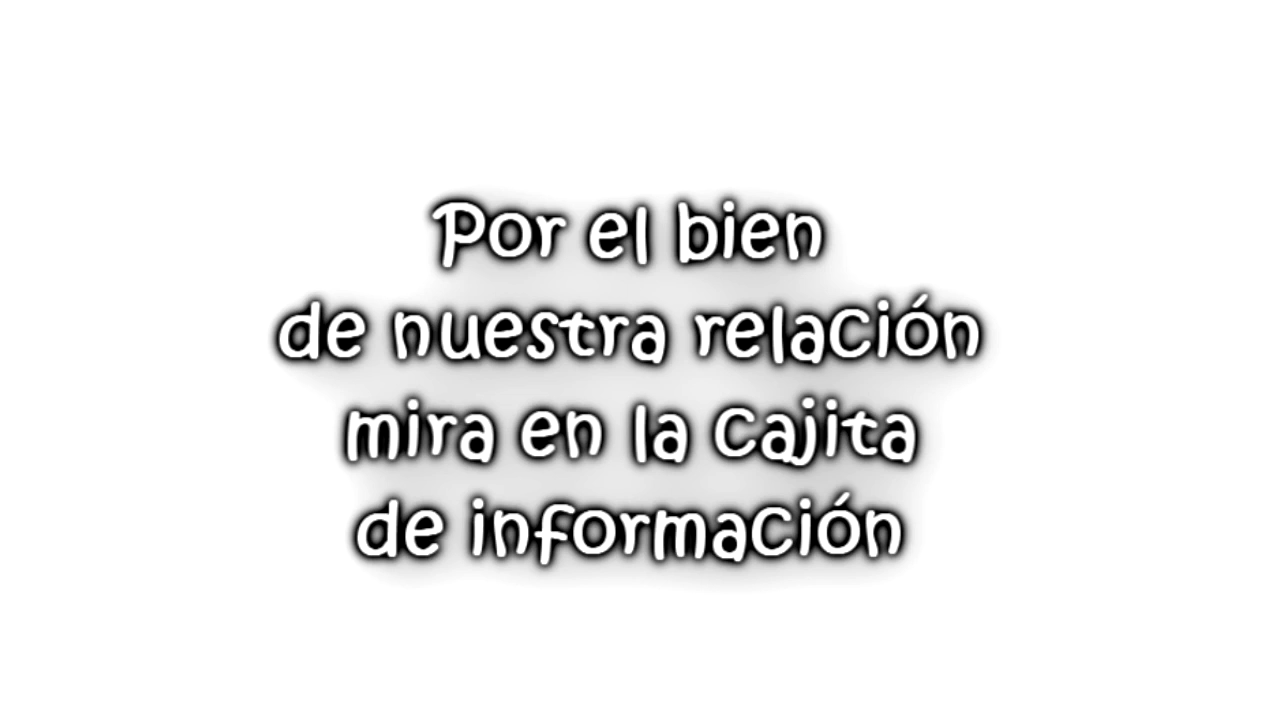 Por el bien
de nuestra relación
mira en la cajita
de información